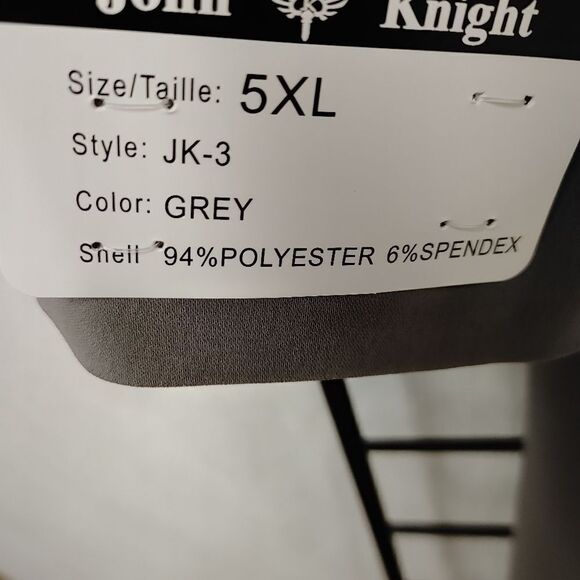 John Knight
Size/Taille: 5XL
Style: JK-3
Color: GREY
Shell 94%POLYESTER 6%SPENDEX